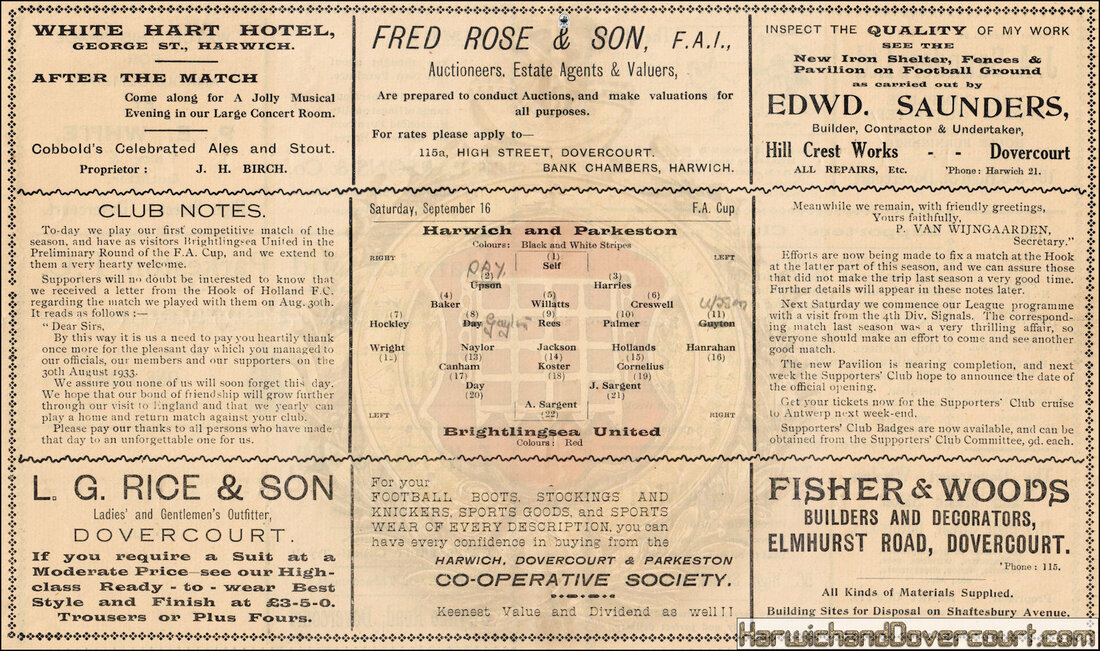 WHITE HART HOTEL,
GEORGE ST., HARWICH.
AFTER THE MATCH
Come along for A Jolly Musical
Evening in our Large Concert Room.
Cobbold's Celebrated Ales and Stout.
Proprietor : J. H. BIRCH.
FRED ROSE & SON, F.A.I.,
Auctioneers, Estate Agents & Valuers,
Are prepared to conduct Auctions, and make valuations for
all purposes.
For rates please apply to—
115a, HIGH STREET, DOVERCOURT.
BANK CHAMBERS, HARWICH.
INSPECT THE QUALITY OF MY WORK
SEE THE
New Iron Shelter, Fences &
Pavilion on Football Ground
as carried out by
EDWD. SAUNDERS,
Builder, Contractor & Undertaker,
Hill Crest Works - - Dovercourt
ALL REPAIRS, Etc. 'Phone: Harwich 21.
CLUB NOTES.
To-day we play our first competitive match of the
season, and have as visitors Brightlingsea United in the
Preliminary Round of the F.A. Cup, and we extend to
them a very hearty welcome.
Supporters will no doubt be interested to know that
we received a letter from the Hook of Holland F.C.
regarding the match we played with them on Aug. 30th.
It reads as follows :—
" Dear Sirs,
By this way it is us a need to pay you heartily thank
once more for the pleasant day which you managed to
our officials, our members and our supporters on the
30th August 1933.
We assure you none of us will soon forget this day.
We hope that our bond of friendship will grow further
through our visit to England and that we yearly can
play a home and return match against your club.
Please pay our thanks to all persons who have made
that day to an unforgettable one for us.
Saturday, September 16 F.A. Cup
Harwich and Parkeston
Colours: Black and White Stripes
RIGHT (1) LEFT
Self
DAY
(2) (3)
Upson Harries
(4) (5) (6)
Baker Willatts Creswell
Wilson
(7) (8) (9) (10) (11)
Hockley Day Gayton Rees Palmer Guyton
Wright Naylor Jackson Hollands Hanrahan
(12) (13) (14) (15) (16)
Canham Koster Cornelius
(17) (18) (19)
Day J. Sargent
(20) (21)
A. Sargent
LEFT (22) RIGHT
Brightlingsea United
Colours : Red
Meanwhile we remain, with friendly greetings,
Yours faithfully,
P. VAN WIJNGAARDEN,
Secretary."
Efforts are now being made to fix a match at the Hook
at the latter part of this season, and we can assure those
that did not make the trip last season a very good time.
Further details will appear in these notes later.
Next Saturday we commence our League programme
with a visit from the 4th Div. Signals. The correspond-
ing match last season was a very thrilling affair, so
everyone should make an effort to come and see another
good match.
The new Pavilion is nearing completion, and next
week the Supporters' Club hope to announce the date of
the official opening.
Get your tickets now for the Supporters' Club cruise
to Antwerp next week-end.
Supporters' Club Badges are now available, and can be
obtained from the Supporters' Club Committee, 9d. each.
L. G. RICE & SON
Ladies' and Gentlemen's Outfitter,
DOVERCOURT.
If you require a Suit at a
Moderate Price—see our High-
class Ready-to-wear Best
Style and Finish at £3-5-0.
Trousers or Plus Fours.
For your
FOOTBALL BOOTS, STOCKINGS AND
KNICKERS, SPORTS GOODS, and SPORTS
WEAR OF EVERY DESCRIPTION, you can
have every confidence in buying from the
HARWICH, DOVERCOURT & PARKESTON
CO-OPERATIVE SOCIETY.
Keenest Value and Dividend as well!!
FISHER & WOODS
BUILDERS AND DECORATORS,
ELMHURST ROAD, DOVERCOURT.
'Phone: 115.
All Kinds of Materials Supplied.
Building Sites for Disposal on Shaftesbury Avenue.
HarwichandDovercourt.com